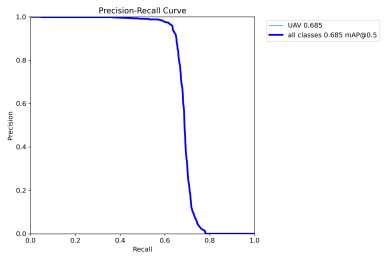 Precision-Recall Curve
UAV 0.685
all classes 0.685 mAP@0.5
1.0
0.8
0.6
0.4
0.2
0.0
Precision
0.0 0.2 0.4 0.6 0.8 1.0
Recall